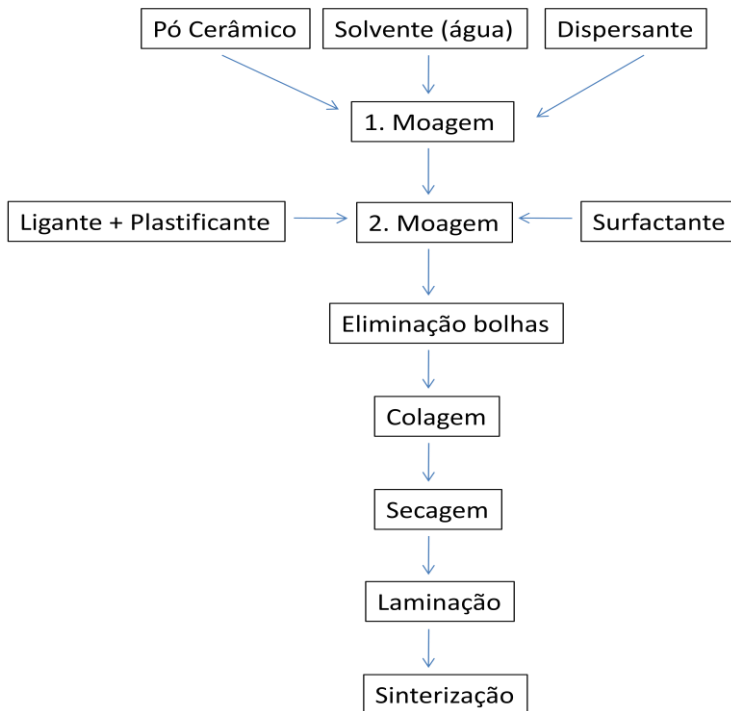 Pó Cerâmico
Solvente (água)
Dispersante
1. Moagem
Ligante + Plastificante
2. Moagem
Surfactante
Eliminação bolhas
Colagem
Secagem
Laminação
Sinterização